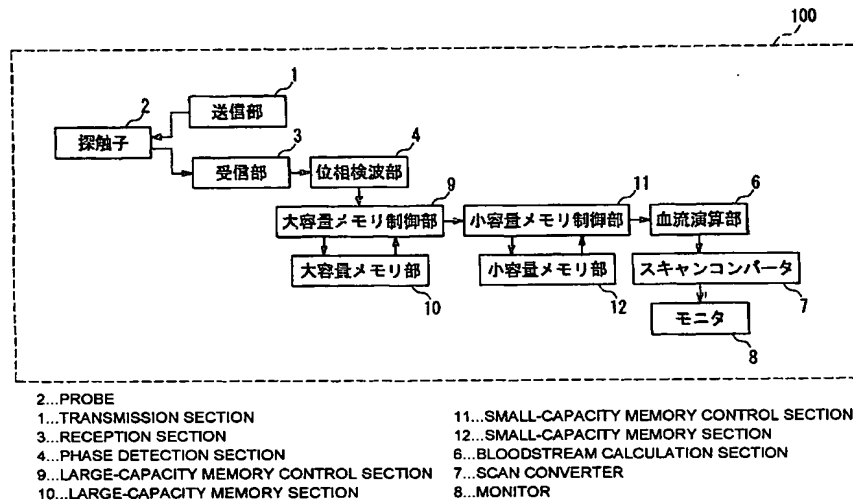 100
1
送信部
2
探触子
3
受信部
4
位相検波部
9
大容量メモリ制御部
11
小容量メモリ制御部
6
血流演算部
大容量メモリ部
10
小容量メモリ部
12
スキャンコンバータ
7
モニタ
8
2...PROBE
1...TRANSMISSION SECTION
3...RECEPTION SECTION
4...PHASE DETECTION SECTION
9...LARGE-CAPACITY MEMORY CONTROL SECTION
10...LARGE-CAPACITY MEMORY SECTION
11...SMALL-CAPACITY MEMORY CONTROL SECTION
12...SMALL-CAPACITY MEMORY SECTION
6...BLOODSTREAM CALCULATION SECTION
7...SCAN CONVERTER
8...MONITOR